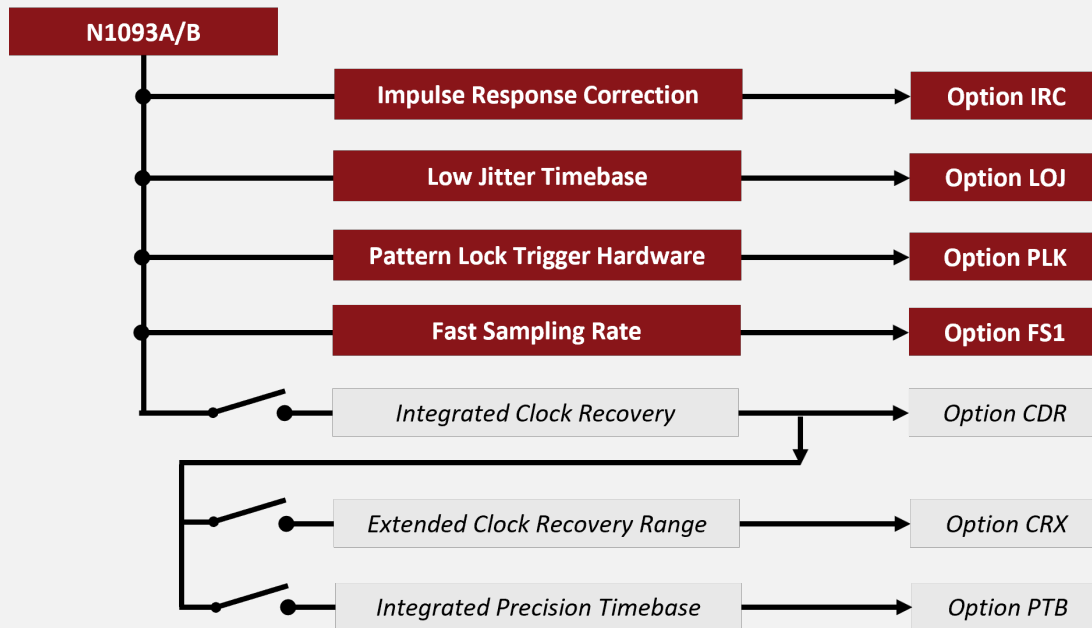 N1093A/B
Impulse Response Correction
Option IRC
Low Jitter Timebase
Option LOJ
Pattern Lock Trigger Hardware
Option PLK
Fast Sampling Rate
Option FS1
Integrated Clock Recovery
Option CDR
Extended Clock Recovery Range
Option CRX
Integrated Precision Timebase
Option PTB